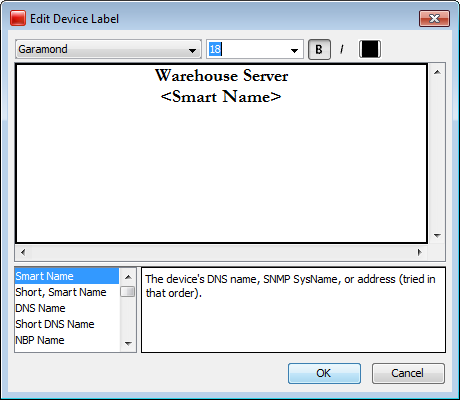 Edit Device Label
Garamond 18 B I
Warehouse Server
<Smart Name>
Smart Name
Short, Smart Name
DNS Name
Short DNS Name
NBP Name
The device's DNS name, SNMP SysName, or address (tried in
that order).
OK Cancel